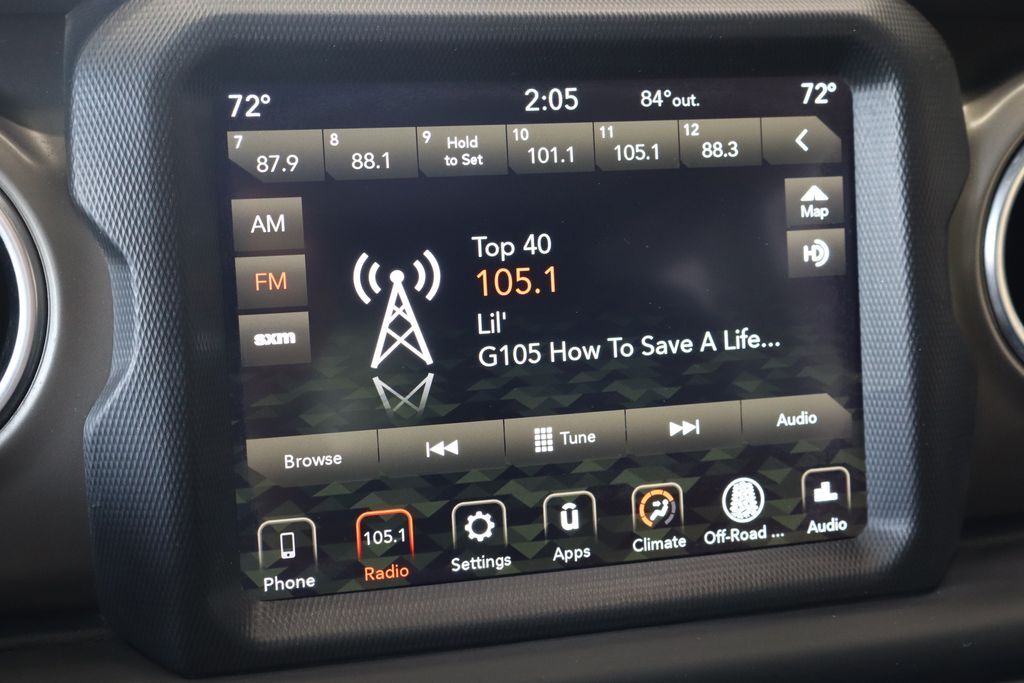 72° 2:05 84° out. 72°
7 87.9 8 88.1 9 Hold to Set 10 101.1 11 105.1 12 88.3
AM
FM
sxm
Map
HD
Top 40
105.1
Lil'
G105 How To Save A Life...
Browse Tune Audio
105.1
Phone Radio Settings Apps Climate Off-Road ... Audio